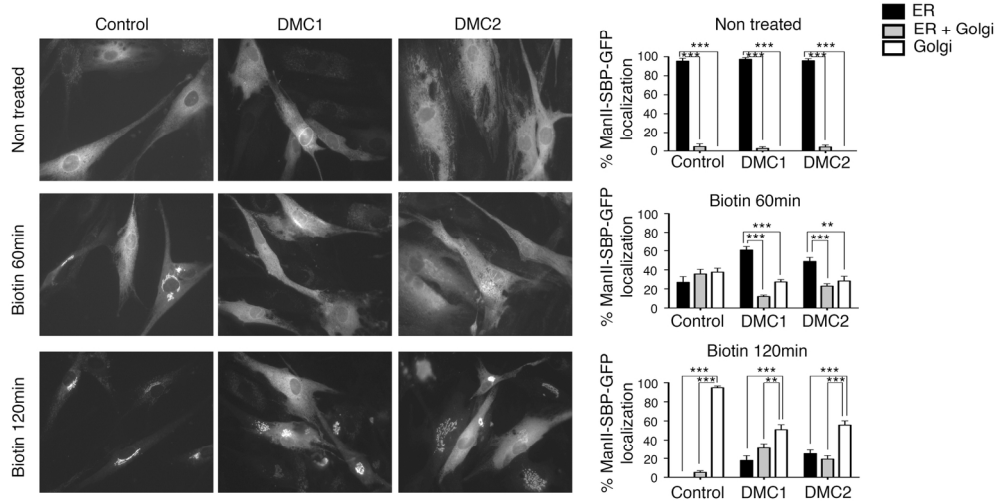 Control
DMC1
DMC2
Non treated
Biotin 60min
Biotin 120min
ER
ER + Golgi
Golgi
Non treated
% ManII-SBP-GFP
localization
100
80
60
40
20
0
***
***
***
***
***
***
Control
DMC1
DMC2
Biotin 60min
% ManII-SBP-GFP
localization
100
80
60
40
20
0
***
***
**
***
Control
DMC1
DMC2
Biotin 120min
% ManII-SBP-GFP
localization
100
80
60
40
20
0
***
***
***
**
***
***
Control
DMC1
DMC2